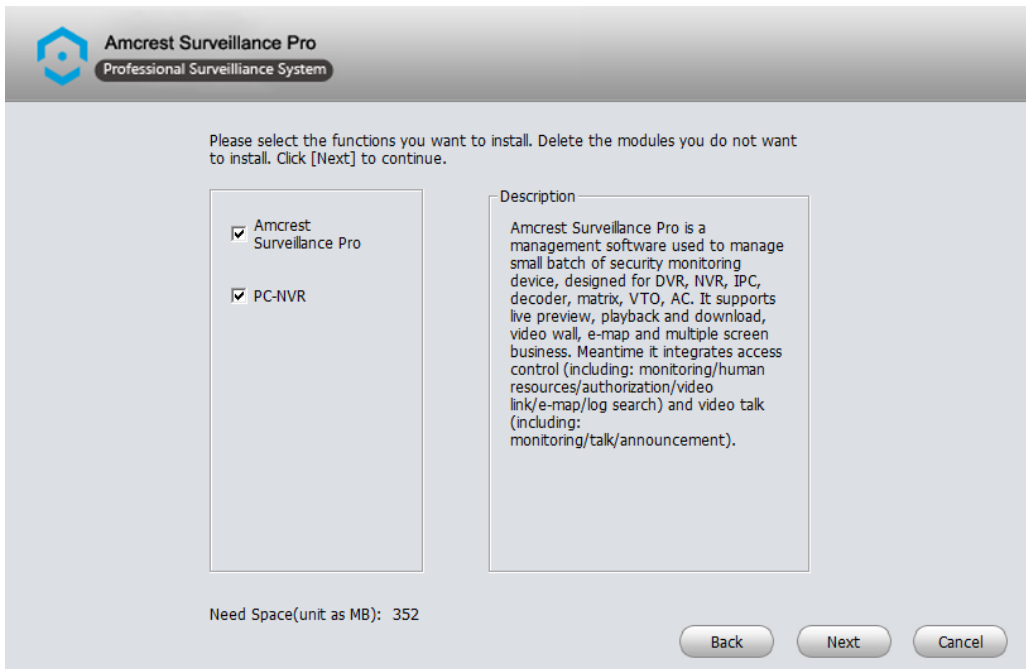 Amcrest Surveillance Pro
Professional Surveilliance System
Please select the functions you want to install. Delete the modules you do not want
to install. Click [Next] to continue.
Amcrest
Surveillance Pro
PC-NVR
Description
Amcrest Surveillance Pro is a
management software used to manage
small batch of security monitoring
device, designed for DVR, NVR, IPC,
decoder, matrix, VTO, AC. It supports
live preview, playback and download,
video wall, e-map and multiple screen
business. Meantime it integrates access
control (including: monitoring/human
resources/authorization/video
link/e-map/log search) and video talk
(including:
monitoring/talk/announcement).
Need Space(unit as MB): 352
Back
Next
Cancel